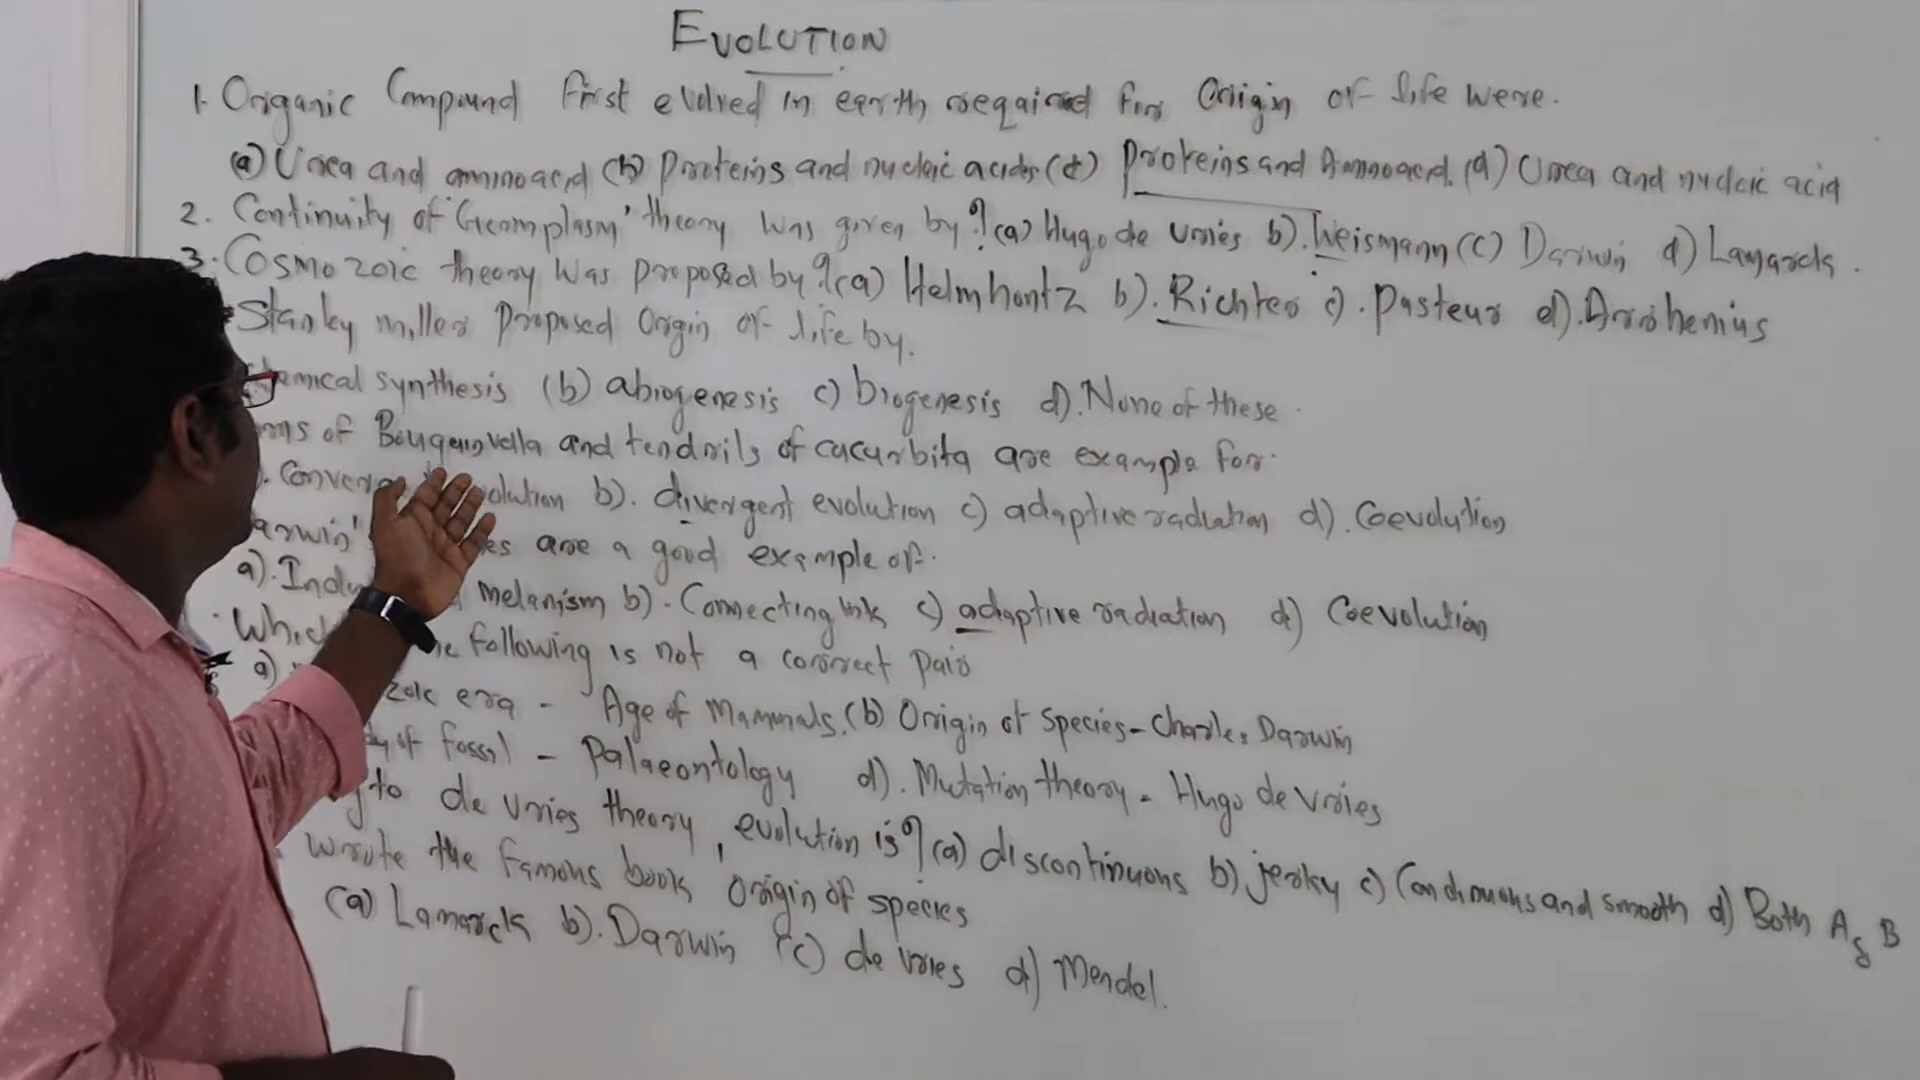 EVOLUTION
1. Organic Compound first evolved in earth required for Origin of life were.
(a) Urea and aminoacid (b) Proteins and nucleic acids (c) Proteins and Aminoacid. (d) Urea and nucleic acid
2. Continuity of "Germplasm" theory was given by? (a) Hugo de vries b). Weismann (c) Darwin d) Lamarck.
3. Cosmozoic theory was proposed by? (a) Helmhontz b). Richter c). Pasteur d). Arrhenius
Stanley miller Proposed Origin of life by.
chemical synthesis (b) abiogenesis c) biogenesis d). None of these.
of Bougainvella and tendrils of cucurbita are example for.
b). divergent evolution c) adaptive radiation d). Coevolution
are a good example of.
a). melanism b). Connecting link c) adaptive radiation d) Coevolution
following is not a correct pair
a) era - Age of Mammals. (b) Origin of species - Charles Darwin
of fossil - Palaeontology d). Mutation theory - Hugo de vries
to de vries theory, evolution is? (a) discontinuous b) jerky c) Continuous and smooth d) Both A & B
wrote the famous book 'Origin of species
(a) Lamarck b). Darwin (c) de vries d) Mendel.